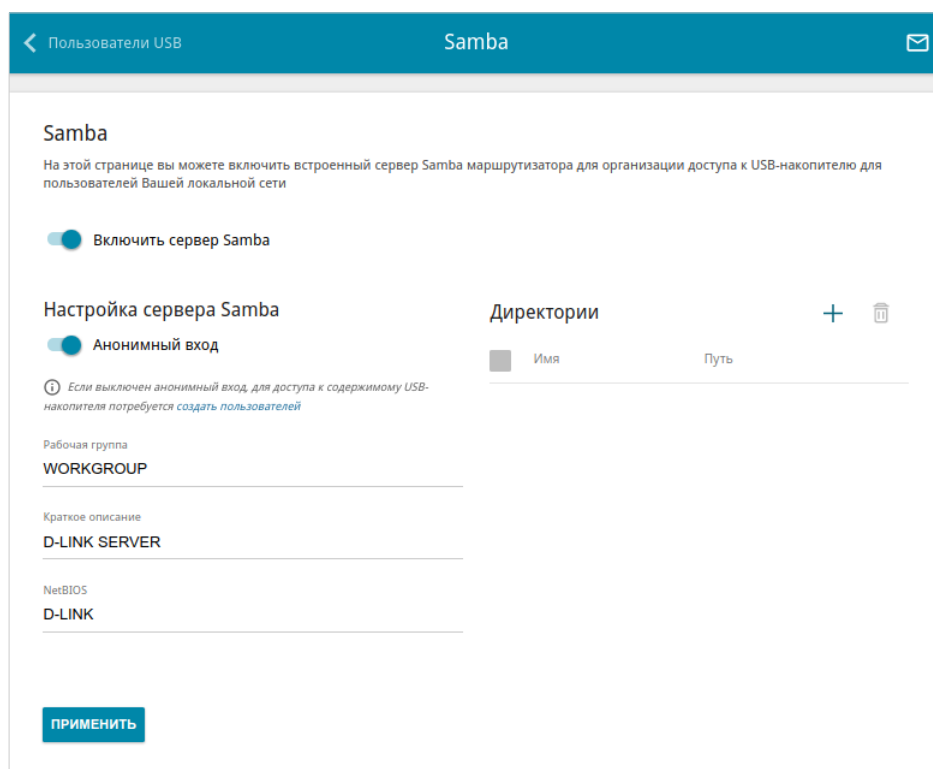 Пользователи USB
Samba
Samba
На этой странице вы можете включить встроенный сервер Samba маршрутизатора для организации доступа к USB-накопителю для
пользователей Вашей локальной сети
Включить сервер Samba
Настройка сервера Samba
Анонимный вход
Если выключен анонимный вход, для доступа к содержимому USB-
накопителя потребуется создать пользователей
Рабочая группа
WORKGROUP
Краткое описание
D-LINK SERVER
NetBIOS
D-LINK
Директории
Имя Путь
ПРИМЕНИТЬ